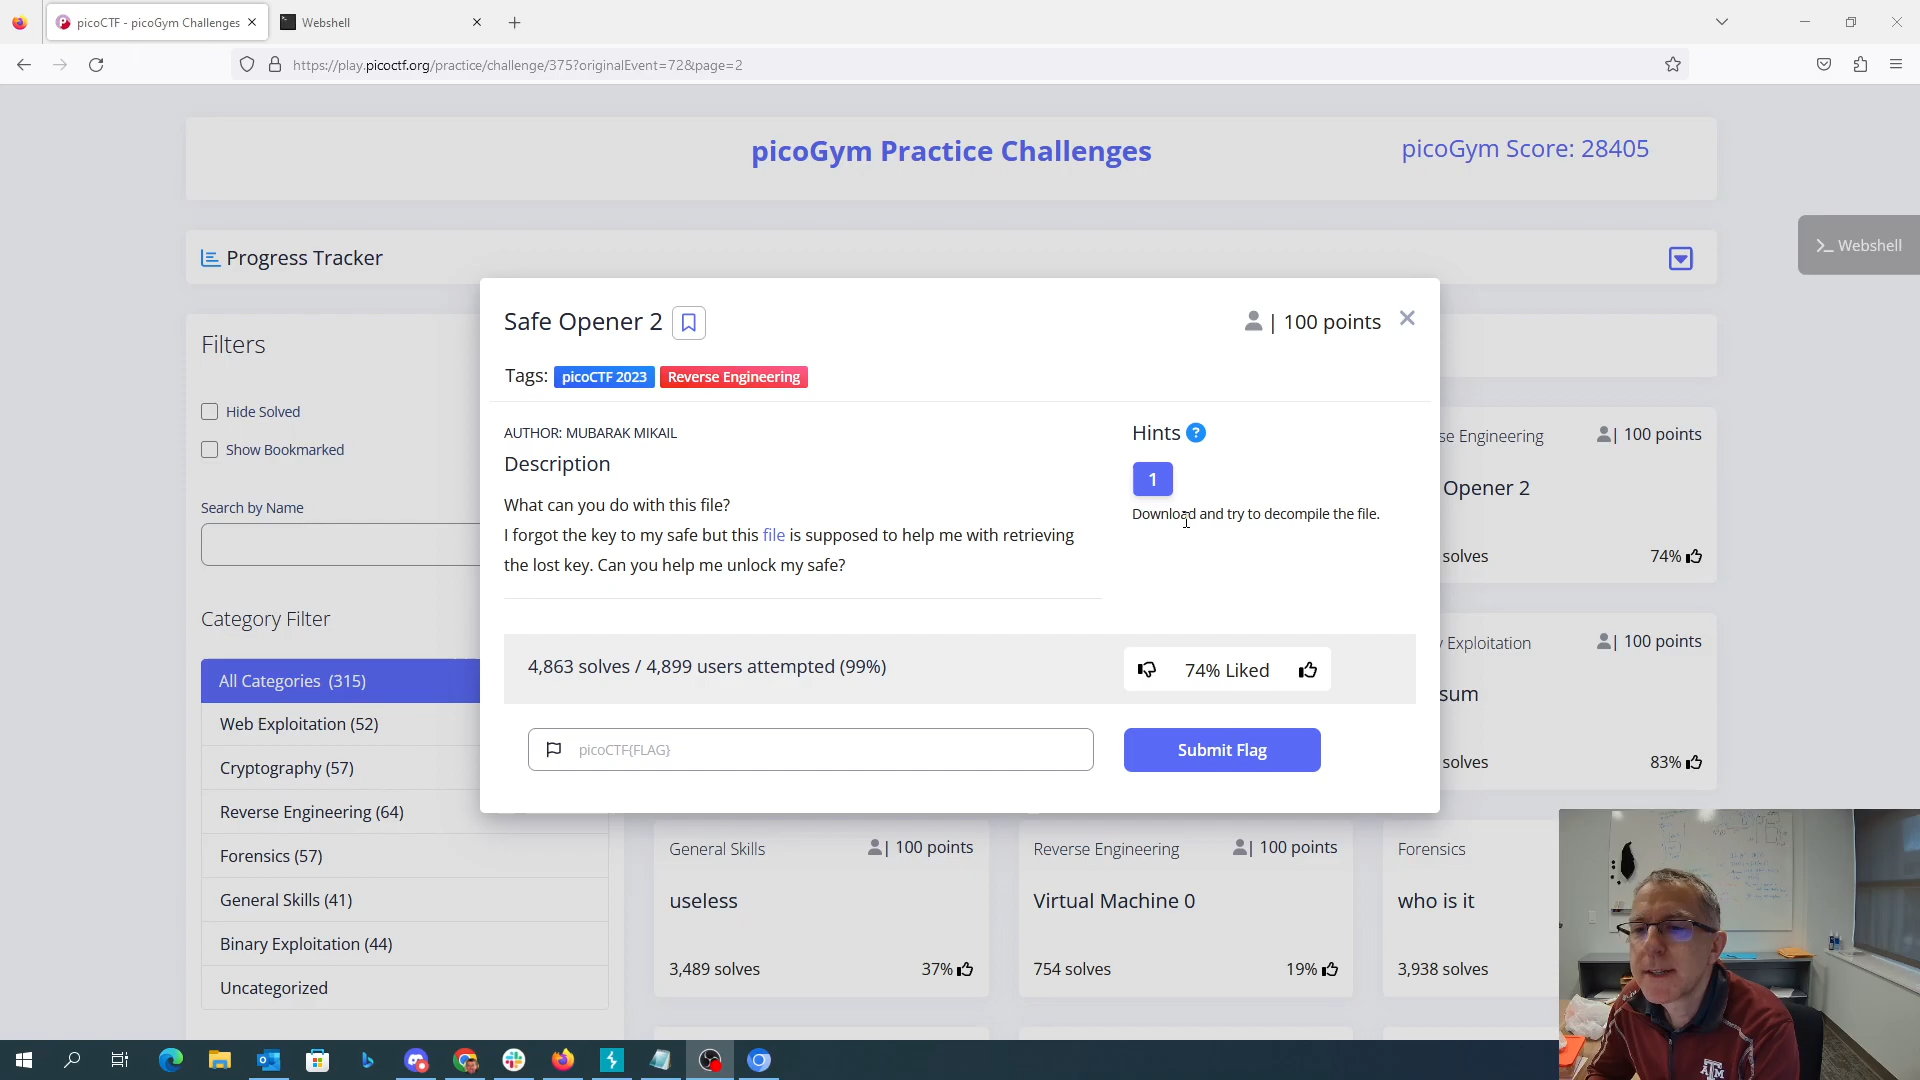 picoCTF - picoGym Challenges
Webshell
https://play.picoctf.org/practice/challenge/375?originalEvent=72&page=2
picoGym Practice Challenges
picoGym Score: 28405
Progress Tracker
Webshell
Filters
Hide Solved
Show Bookmarked
Search by Name
Category Filter
All Categories (315)
Web Exploitation (52)
Cryptography (57)
Reverse Engineering (64)
Forensics (57)
General Skills (41)
Binary Exploitation (44)
Uncategorized
Safe Opener 2
| 100 points
Tags: picoCTF 2023 Reverse Engineering
AUTHOR: MUBARAK MIKAIL
Description
What can you do with this file?
I forgot the key to my safe but this file is supposed to help me with retrieving
the lost key. Can you help me unlock my safe?
Hints ?
1
Download and try to decompile the file.
4,863 solves / 4,899 users attempted (99%)
74% Liked
picoCTF{FLAG}
Submit Flag
se Engineering
| 100 points
Opener 2
solves
74%
y Exploitation
| 100 points
sum
solves
83%
General Skills
| 100 points
useless
3,489 solves
37%
Reverse Engineering
| 100 points
Virtual Machine 0
754 solves
19%
Forensics
who is it
3,938 solves
A
T
M